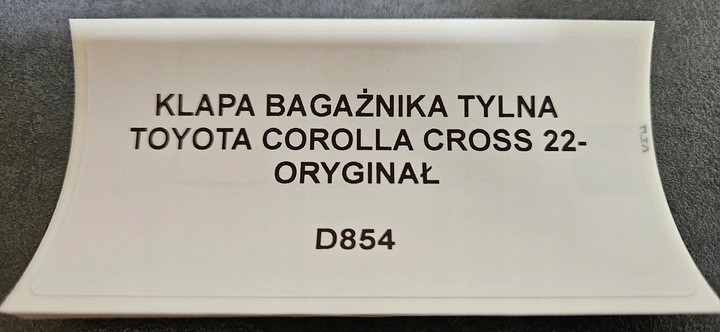 KLAPA BAGAŻNIKA TYLNA
TOYOTA COROLLA CROSS 22-
ORYGINAŁ
D854